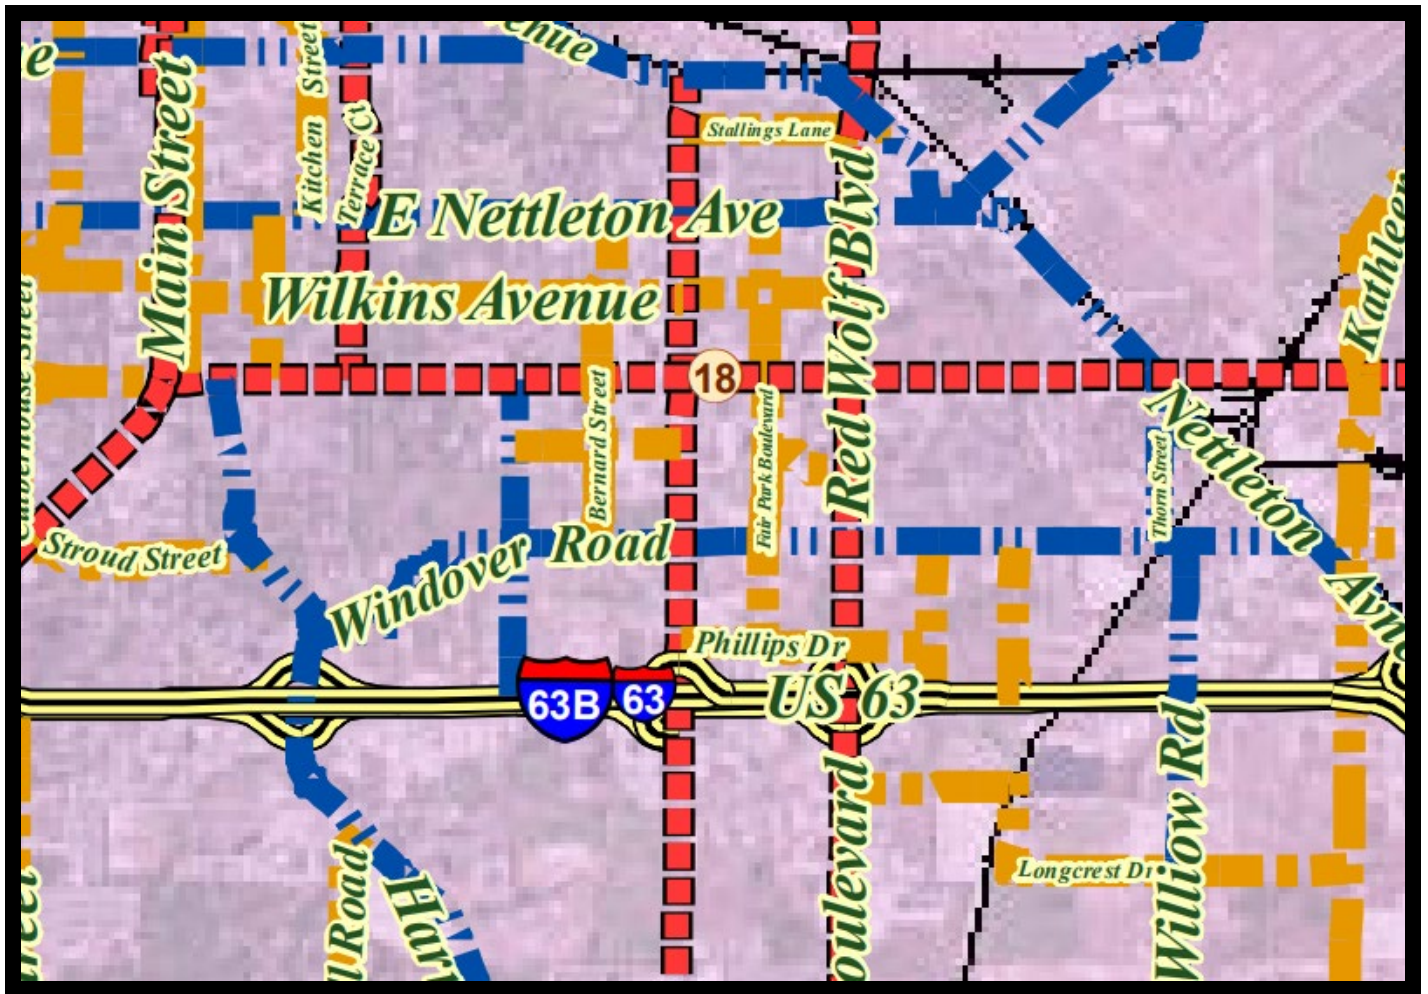 Street
Kitchen
Terrace Ct
Stallings Lane
Main Street
E Nettleton Ave
Red Wolf Blvd
Wilkins Avenue
Kathleen
18
Bernard Street
Fair Park Boulevard
Nettleton
Thorn Street
Stroud Street
Windover Road
Phillips Dr
63B
63
US 63
Willow Rd
Longcrest Dr
Road